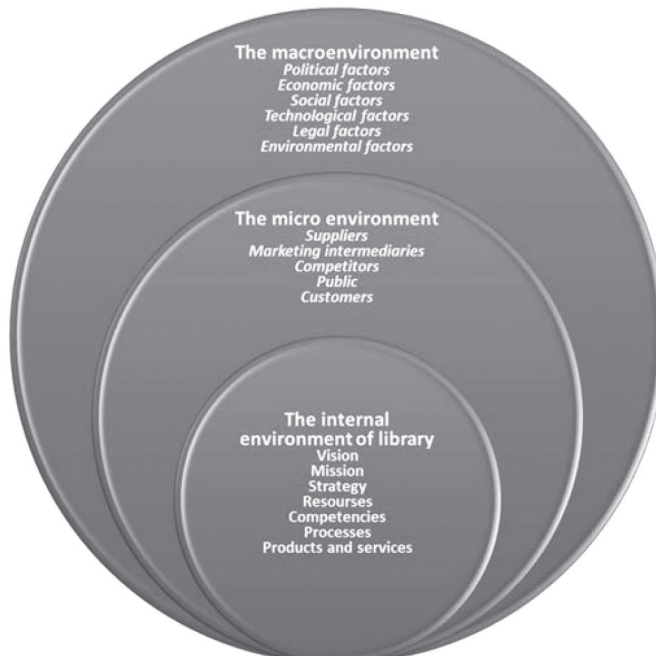 The macroenvironment
Political factors
Economic factors
Social factors
Technological factors
Legal factors
Environmental factors
The micro environment
Suppliers
Marketing intermediaries
Competitors
Public
Customers
The internal
environment of library
Vision
Mission
Strategy
Resourses
Competencies
Processes
Products and services